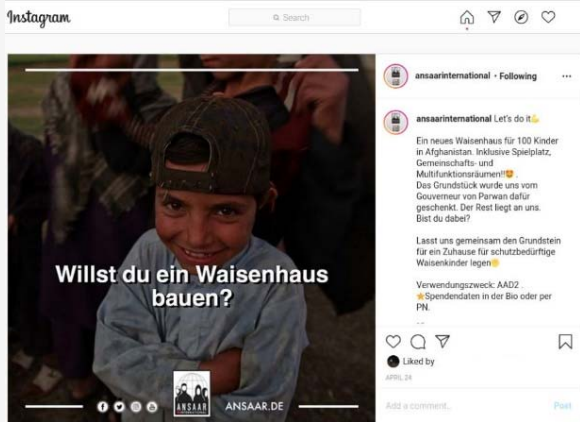 Instagram
Search
ansaarinternational • Following
ansaarinternational Let's do it💪
Ein neues Waisenhaus für 100 Kinder
in Afghanistan. Inklusive Spielplatz,
Gemeinschafts- und
Multifunktionsräumen!!🤩 .
Das Grundstück wurde uns vom
Gouverneur von Parwan dafür
geschenkt. Der Rest liegt an uns.
Bist du dabei?
Lasst uns gemeinsam den Grundstein
für ein Zuhause für schutzbedürftige
Waisenkinder legen
Verwendungszweck: AAD2 .
⭐Spendendaten in der Bio oder per
PN.
Willst du ein Waisenhaus
bauen?
ANSAAR
INTERNATIONAL
ANSAAR.DE
Liked by
APRIL 24
Add a comment...
Post